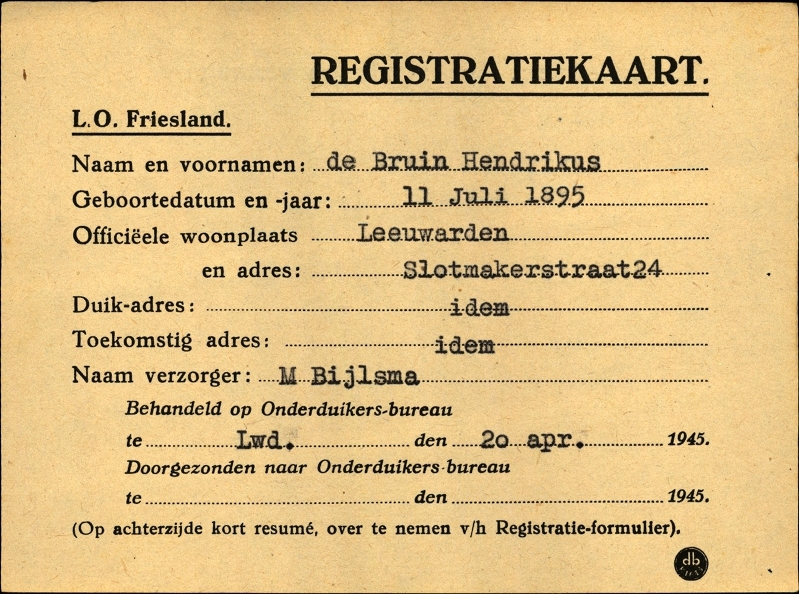 REGISTRATIEKAART.
L.O. Friesland.
Naam en voornamen: de Bruin Hendrikus
Geboortedatum en -jaar: 11 Juli 1895
Officiëele woonplaats Leeuwarden
en adres: Slotmakerstraat24
Duik-adres: idem
Toekomstig adres: idem
Naam verzorger: M Bijlsma
Behandeld op Onderduikers-bureau
te Lwd. den 2o apr. 1945.
Doorgezonden naar Onderduikers-bureau
te den 1945.
(Op achterzijde kort resumé, over te nemen v/h Registratie-formulier).
db